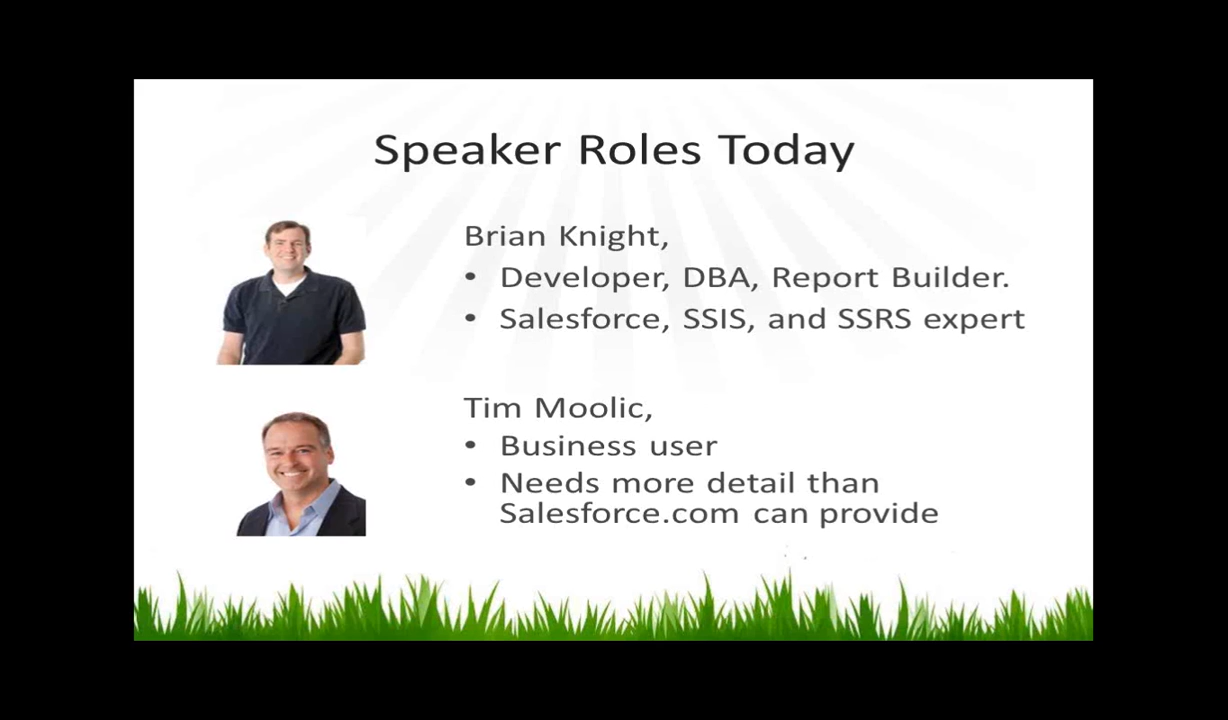 Speaker Roles Today
Brian Knight,
• Developer, DBA, Report Builder.
• Salesforce, SSIS, and SSRS expert
Tim Moolic,
• Business user
• Needs more detail than
Salesforce.com can provide